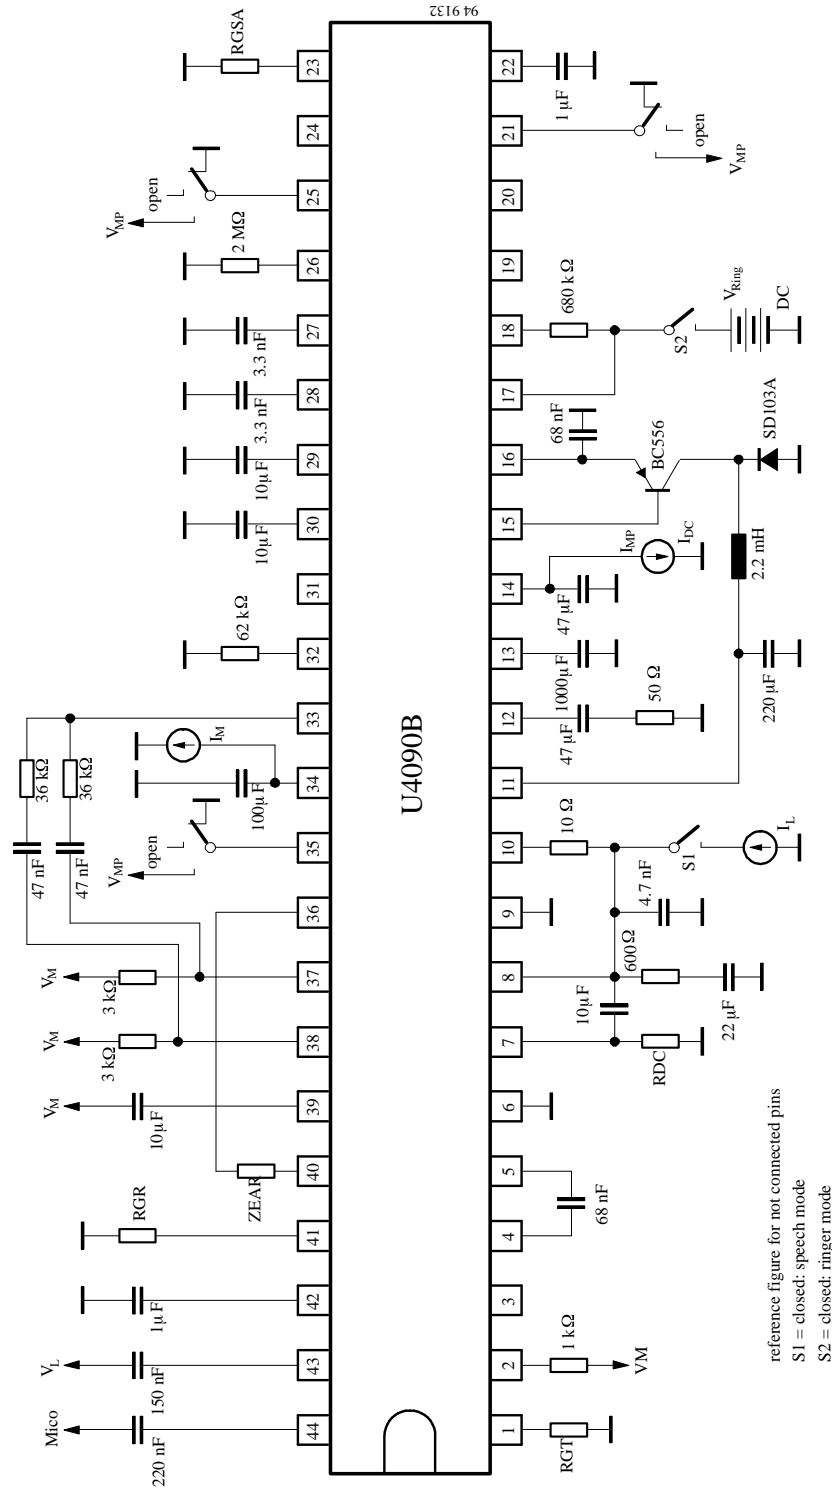 94 9132
RGSA
23
22
1 µF
24
21
open
V_MP
25
open
V_MP
20
26
2 MΩ
19
27
3.3 nF
18
680 k Ω
S2
V_Ring
DC
28
3.3 nF
17
29
10µF
16
68 nF
BC556
SD103A
30
10µF
15
31
14
47 µF
I_MP
I_DC
2.2 mH
32
62 kΩ
13
1000µF
33
12
47 µF
50 Ω
220 µF
36 kΩ
36 kΩ
47 nF
47 nF
34
100µF
I_M
11
U4090B
35
open
V_MP
10
10 Ω
S1
I_L
36
9
4.7 nF
37
3 kΩ
V_M
8
600 Ω
22 µF
10µF
38
3 kΩ
V_M
7
RDC
39
10µF
V_M
6
40
ZEAR
5
68 nF
41
RGR
4
42
1µF
3
43
150 nF
V_L
2
1 kΩ
VM
44
220 nF
Mico
1
RGT
reference figure for not connected pins
S1 = closed: speech mode
S2 = closed: ringer mode